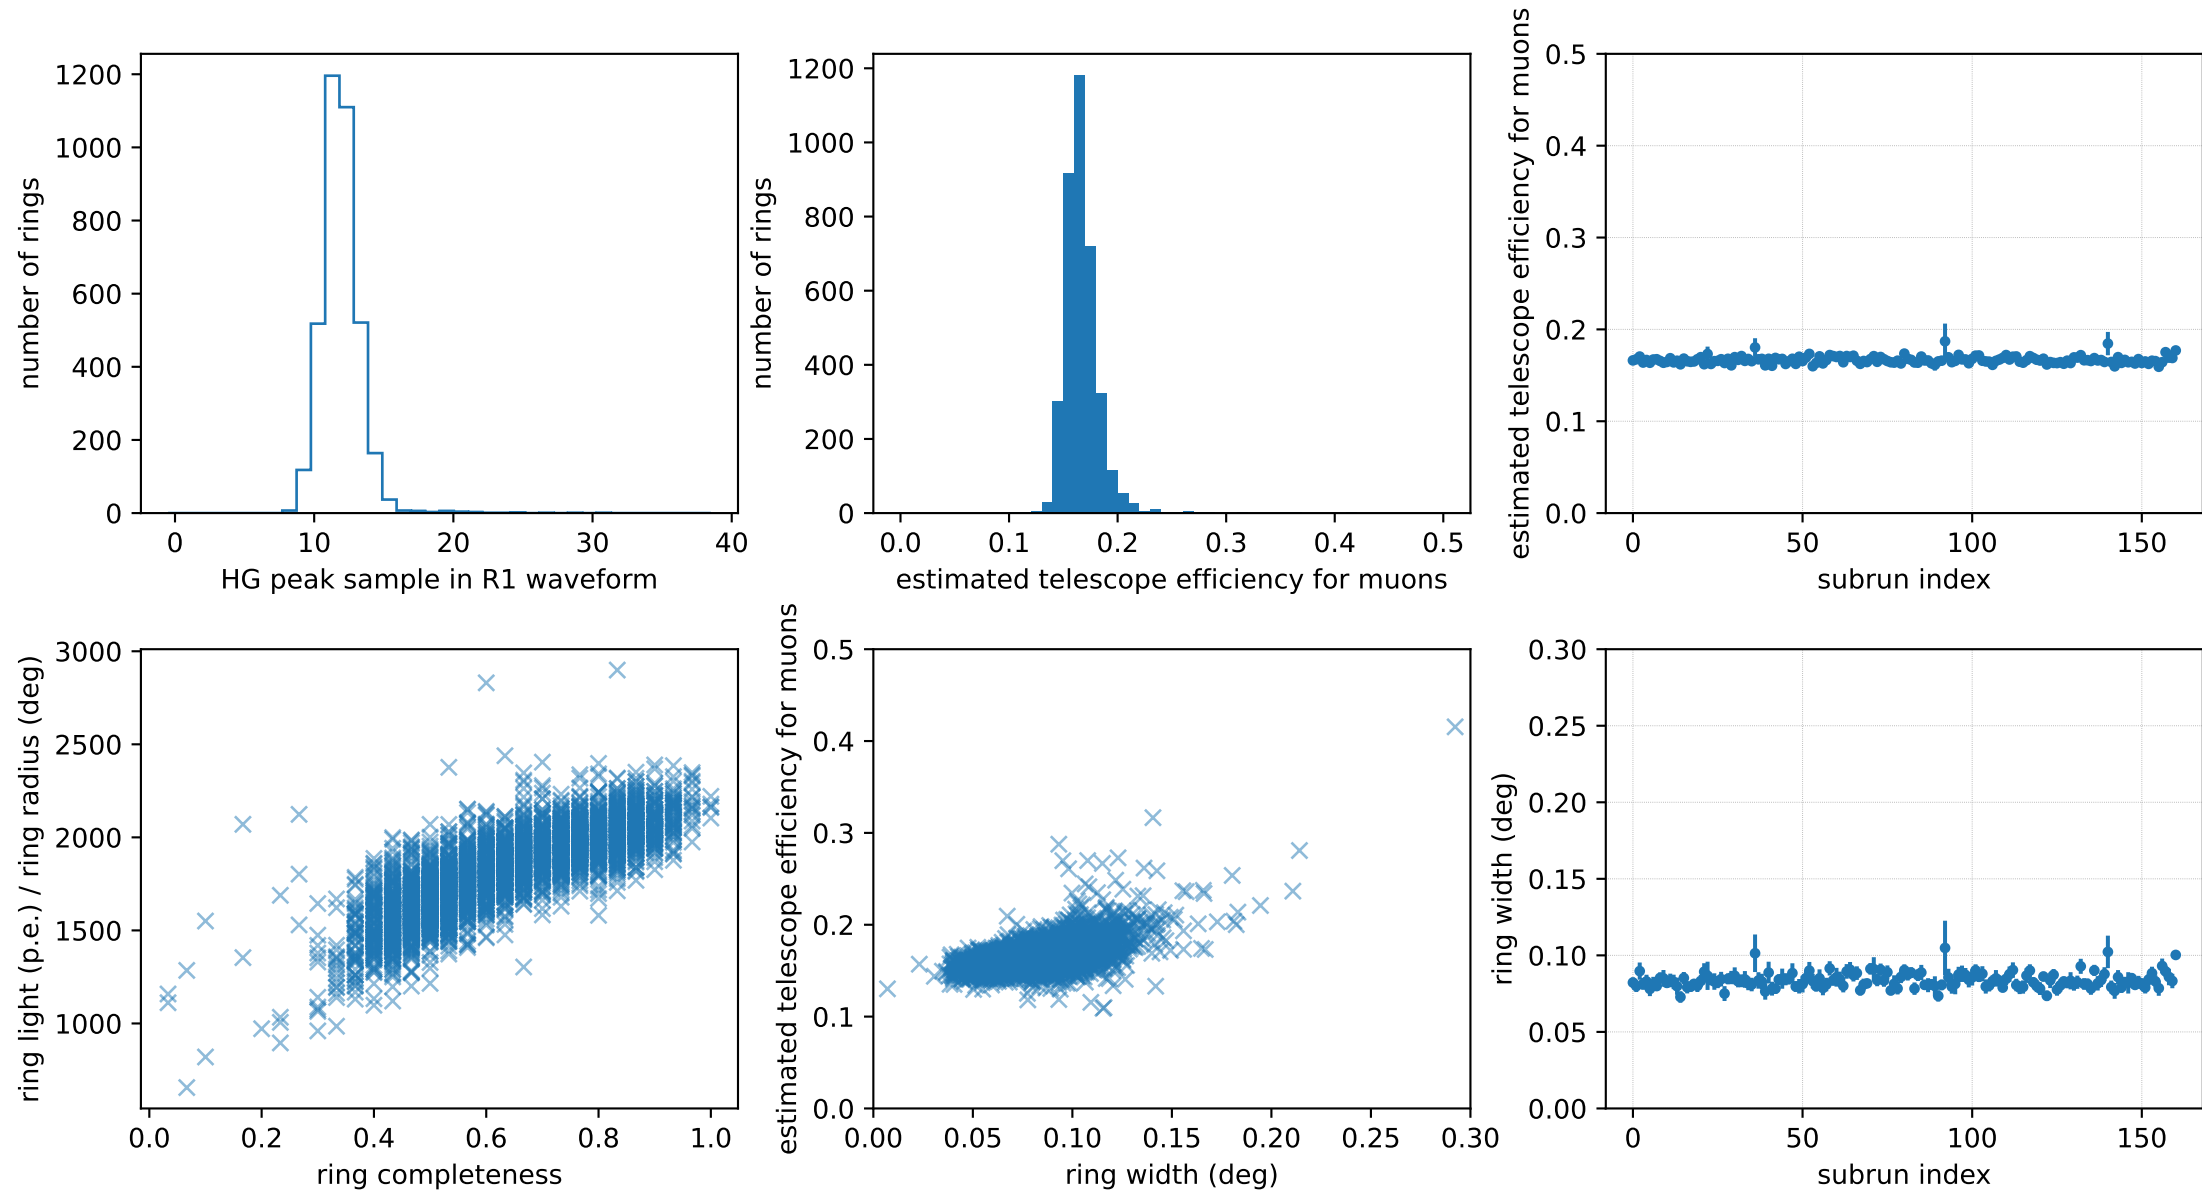 number of rings
1200
1000
800
600
400
200
0
0 10 20 30 40
HG peak sample in R1 waveform
number of rings
1200
1000
800
600
400
200
0
0.0 0.1 0.2 0.3 0.4 0.5
estimated telescope efficiency for muons
estimated telescope efficiency for muons
0.5
0.4
0.3
0.2
0.1
0.0
0 50 100 150
subrun index
ring light (p.e.) / ring radius (deg)
3000
2500
2000
1500
1000
0.0 0.2 0.4 0.6 0.8 1.0
ring completeness
estimated telescope efficiency for muons
0.5
0.4
0.3
0.2
0.1
0.0
0.00 0.05 0.10 0.15 0.20 0.25 0.30
ring width (deg)
ring width (deg)
0.30
0.25
0.20
0.15
0.10
0.05
0.00
0 50 100 150
subrun index